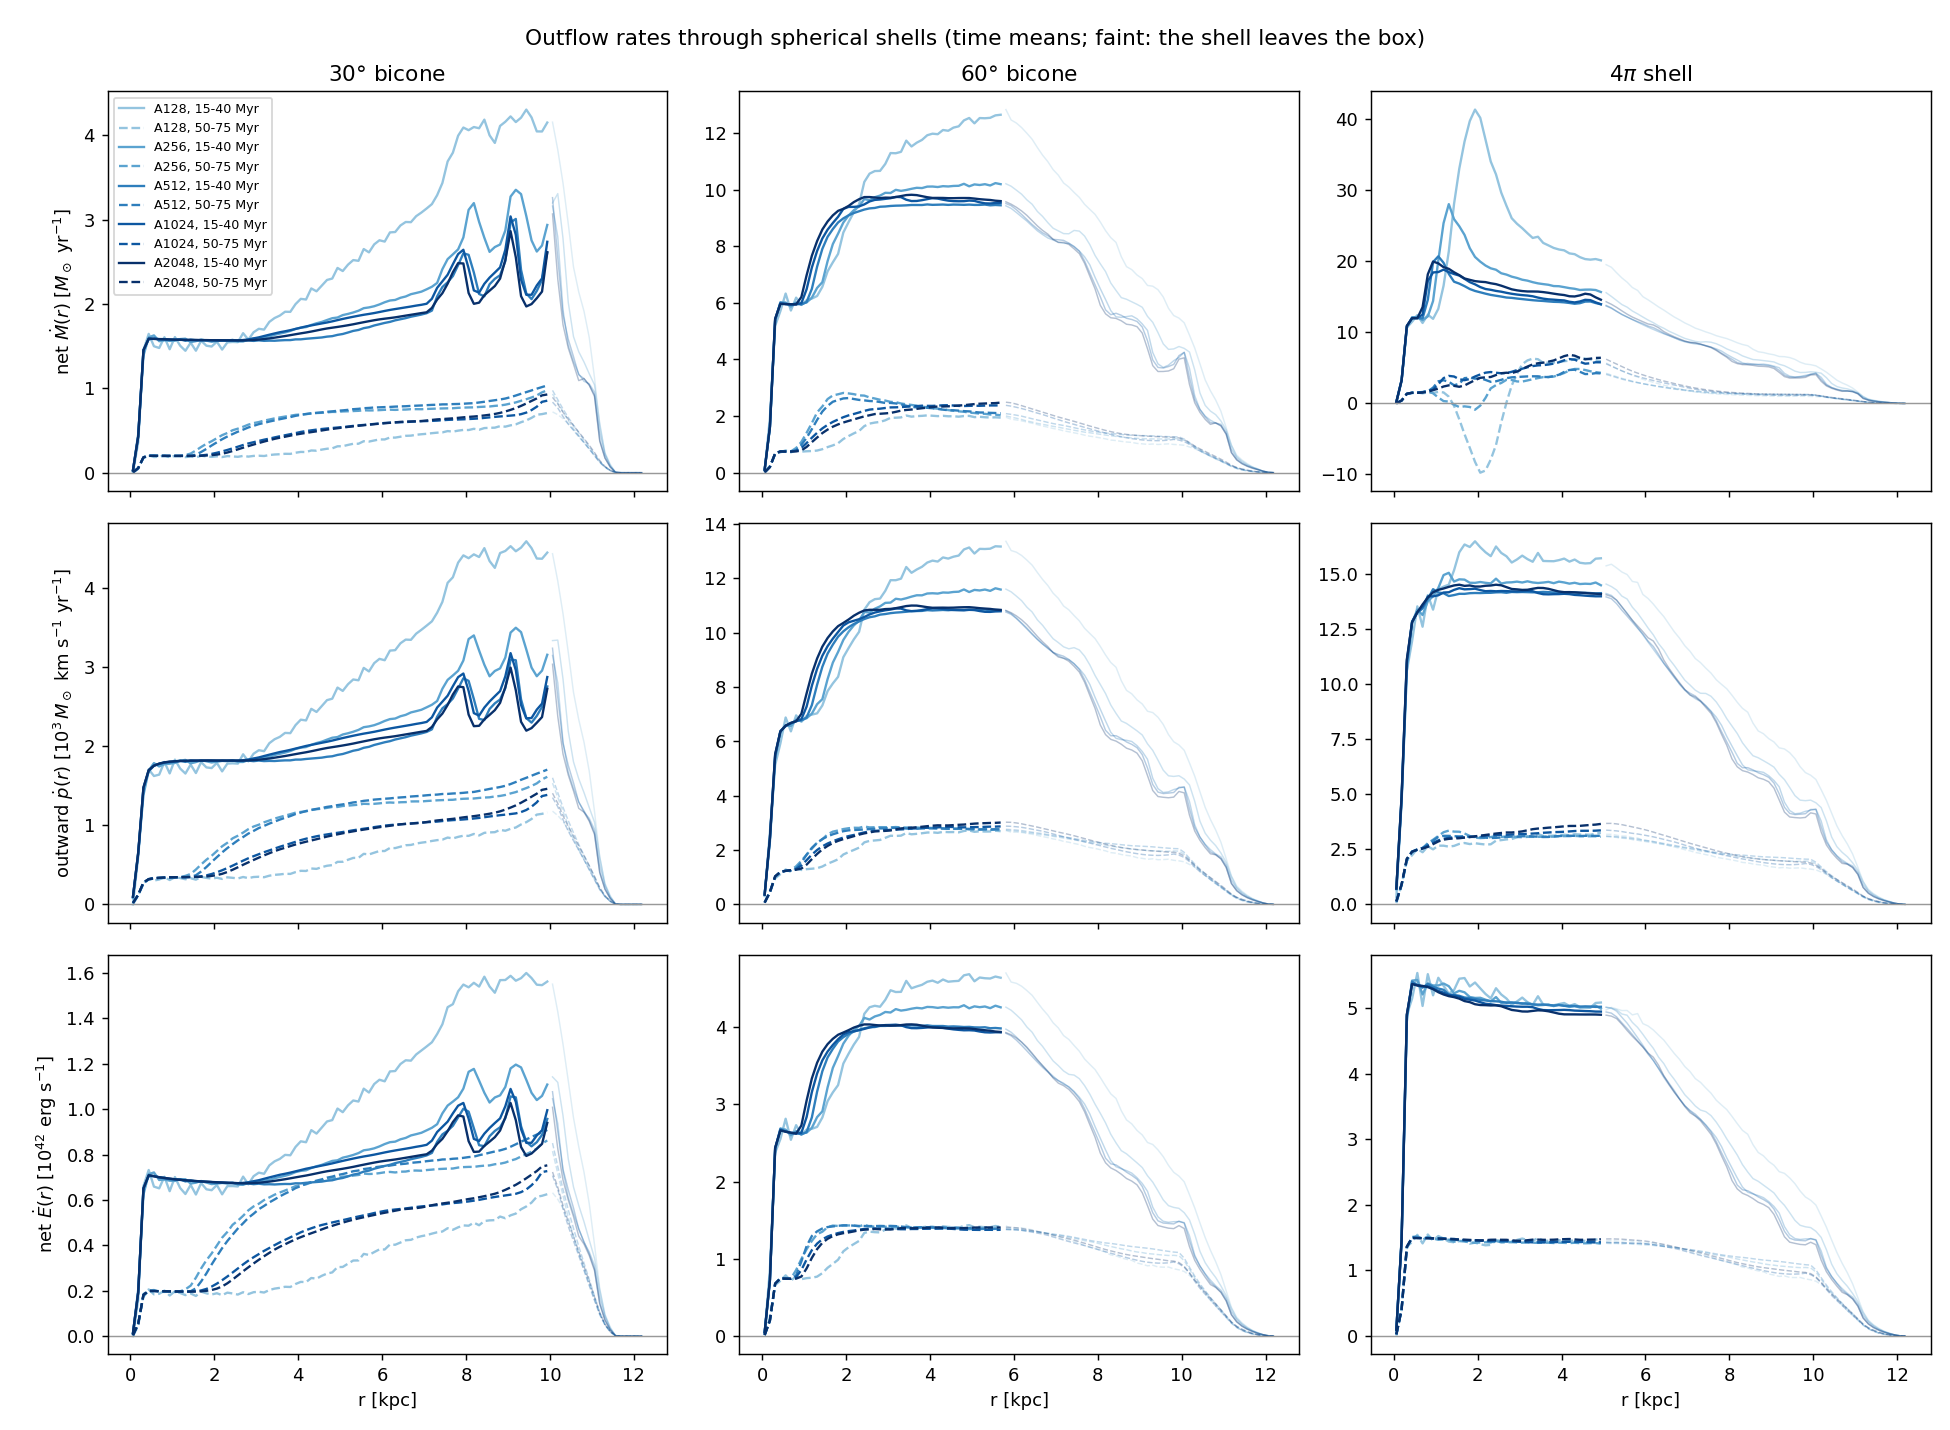 Outflow rates through spherical shells (time means; faint: the shell leaves the box)
30° bicone
60° bicone
4π shell
A128, 15-40 Myr
A128, 50-75 Myr
A256, 15-40 Myr
A256, 50-75 Myr
A512, 15-40 Myr
A512, 50-75 Myr
A1024, 15-40 Myr
A1024, 50-75 Myr
A2048, 15-40 Myr
A2048, 50-75 Myr
net Ṁ(r) [M⊙ yr⁻¹]
4
3
2
1
0
12
10
8
6
4
2
0
40
30
20
10
0
−10
outward ṗ(r) [10³ M⊙ km s⁻¹ yr⁻¹]
4
3
2
1
0
14
12
10
8
6
4
2
0
15.0
12.5
10.0
7.5
5.0
2.5
0.0
net Ė(r) [10⁴² erg s⁻¹]
1.6
1.4
1.2
1.0
0.8
0.6
0.4
0.2
0.0
4
3
2
1
0
5
4
3
2
1
0
0 2 4 6 8 10 12
0 2 4 6 8 10 12
0 2 4 6 8 10 12
r [kpc]
r [kpc]
r [kpc]